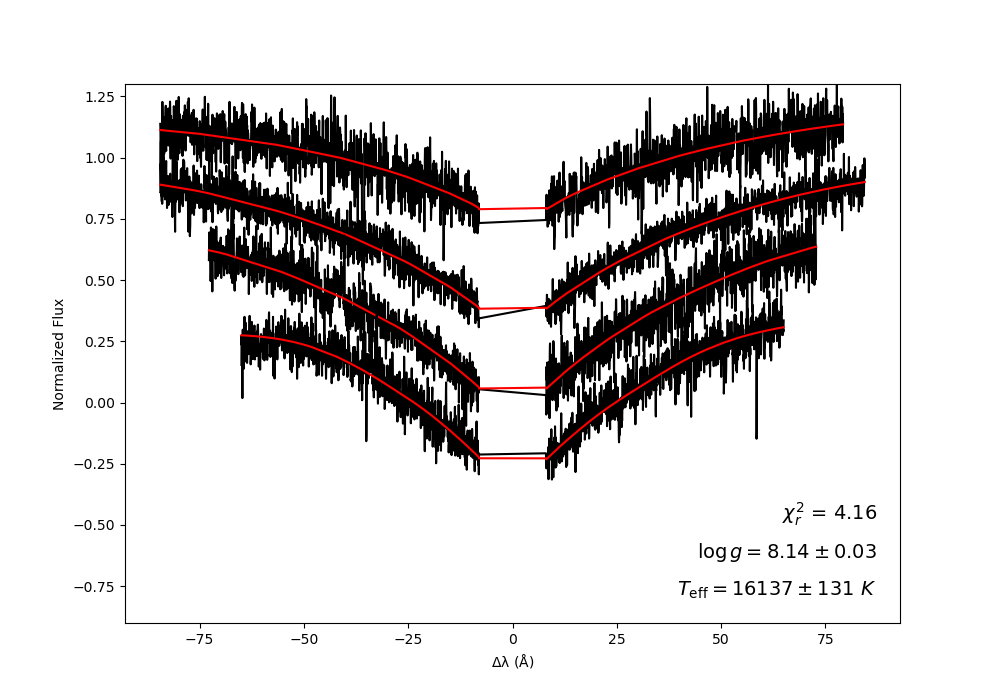 1.25
1.00
0.75
0.50
0.25
0.00
−0.25
−0.50
−0.75
Normalized Flux
χ²ᵣ = 4.16
log g = 8.14 ± 0.03
T_eff = 16137 ± 131 K
−75 −50 −25 0 25 50 75
Δλ (Å)